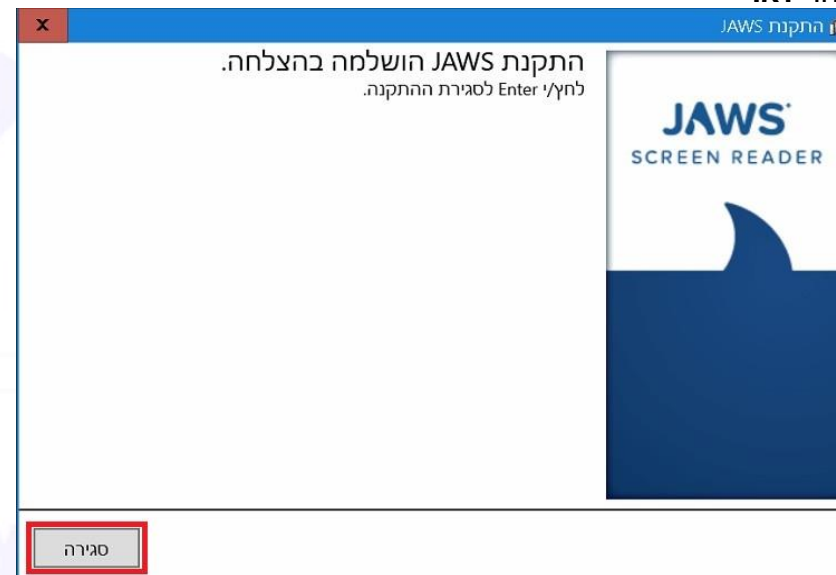 התקנת JAWS
x
התקנת JAWS הושלמה בהצלחה.
לחץ/י Enter לסגירת ההתקנה.
JAWS
SCREEN READER
סגירה